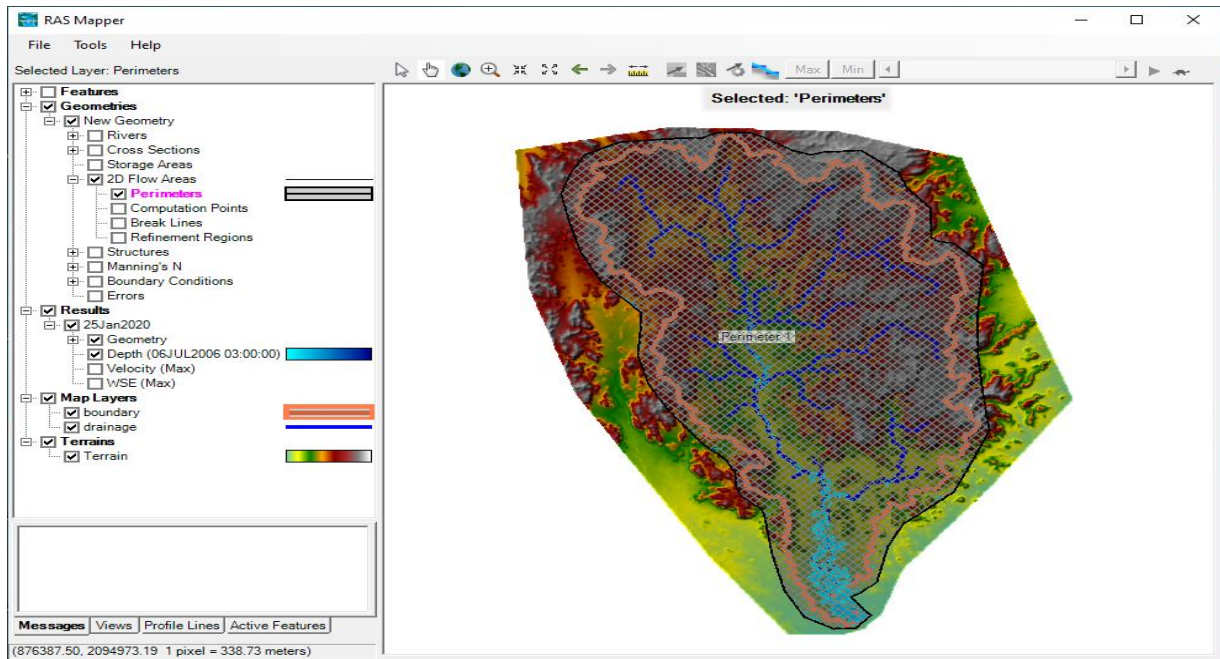 RAS Mapper
File Tools Help
Selected Layer: Perimeters
Max Min
Features
Geometries
New Geometry
Rivers
Cross Sections
Storage Areas
2D Flow Areas
Perimeters
Computation Points
Break Lines
Refinement Regions
Structures
Manning's N
Boundary Conditions
Errors
Results
25Jan2020
Geometry
Depth (06JUL2006 03:00:00)
Velocity (Max)
WSE (Max)
Map Layers
boundary
drainage
Terrains
Terrain
Selected: 'Perimeters'
Perimeter 1
Messages Views Profile Lines Active Features
(876387.50, 2094973.19 1 pixel = 338.73 meters)